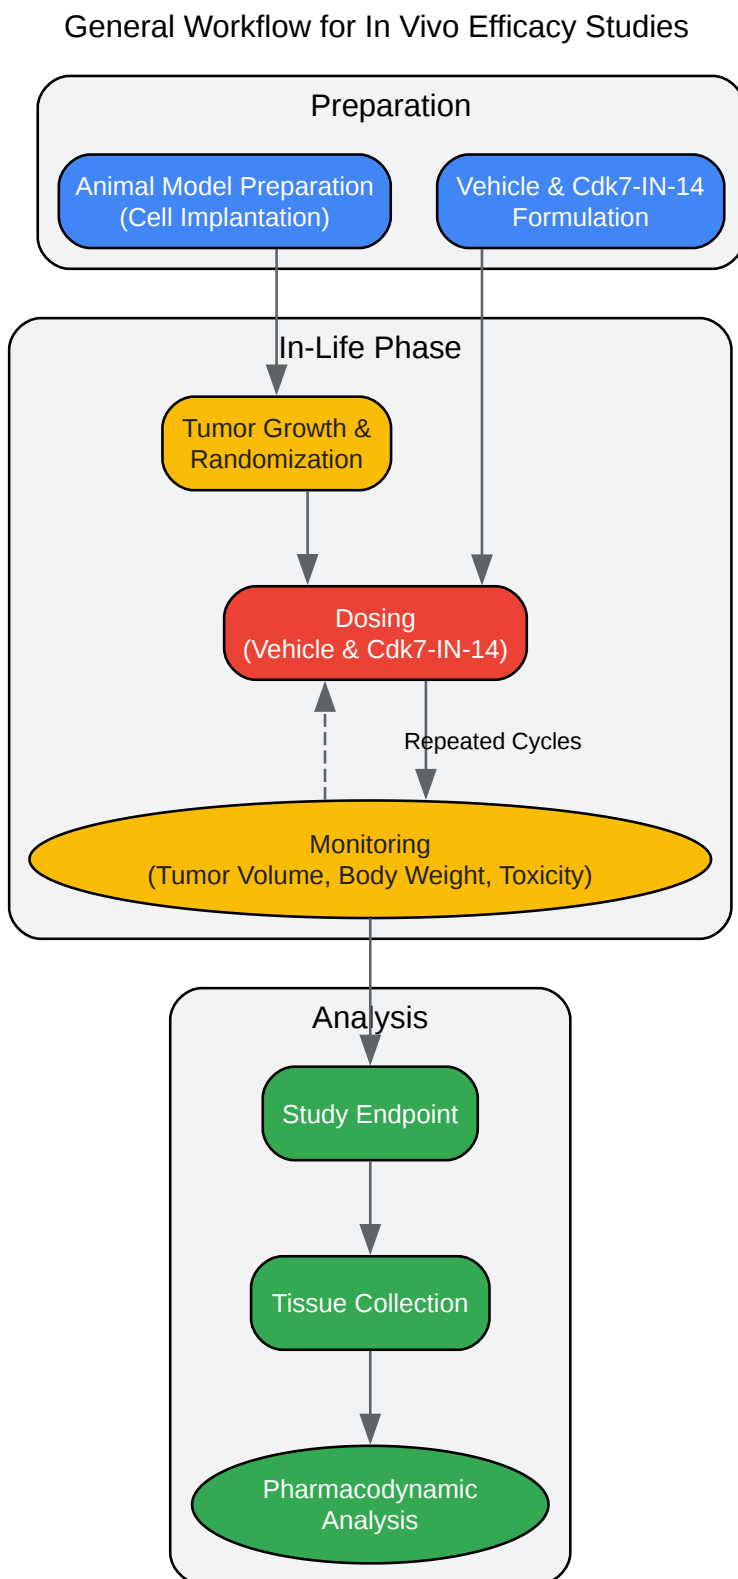 General Workflow for In Vivo Efficacy Studies
Preparation
Animal Model Preparation
(Cell Implantation)
Vehicle & Cdk7-IN-14
Formulation
In-Life Phase
Tumor Growth &
Randomization
Dosing
(Vehicle & Cdk7-IN-14)
Repeated Cycles
Monitoring
(Tumor Volume, Body Weight, Toxicity)
Analysis
Study Endpoint
Tissue Collection
Pharmacodynamic
Analysis